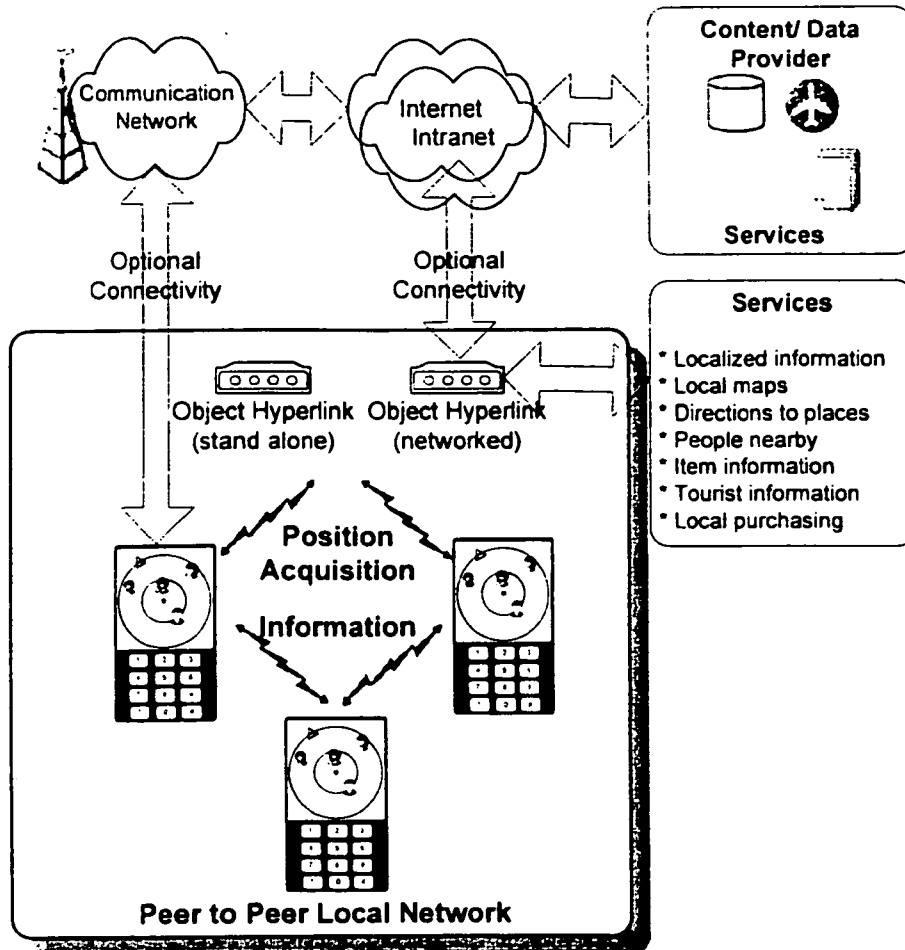 Communication
Network
Internet
Intranet
Content/ Data
Provider
Services
Optional
Connectivity
Optional
Connectivity
Services
* Localized information
* Local maps
* Directions to places
* People nearby
* Item information
* Tourist information
* Local purchasing
Object Hyperlink
(stand alone)
Object Hyperlink
(networked)
Position
Acquisition
Information
Peer to Peer Local Network